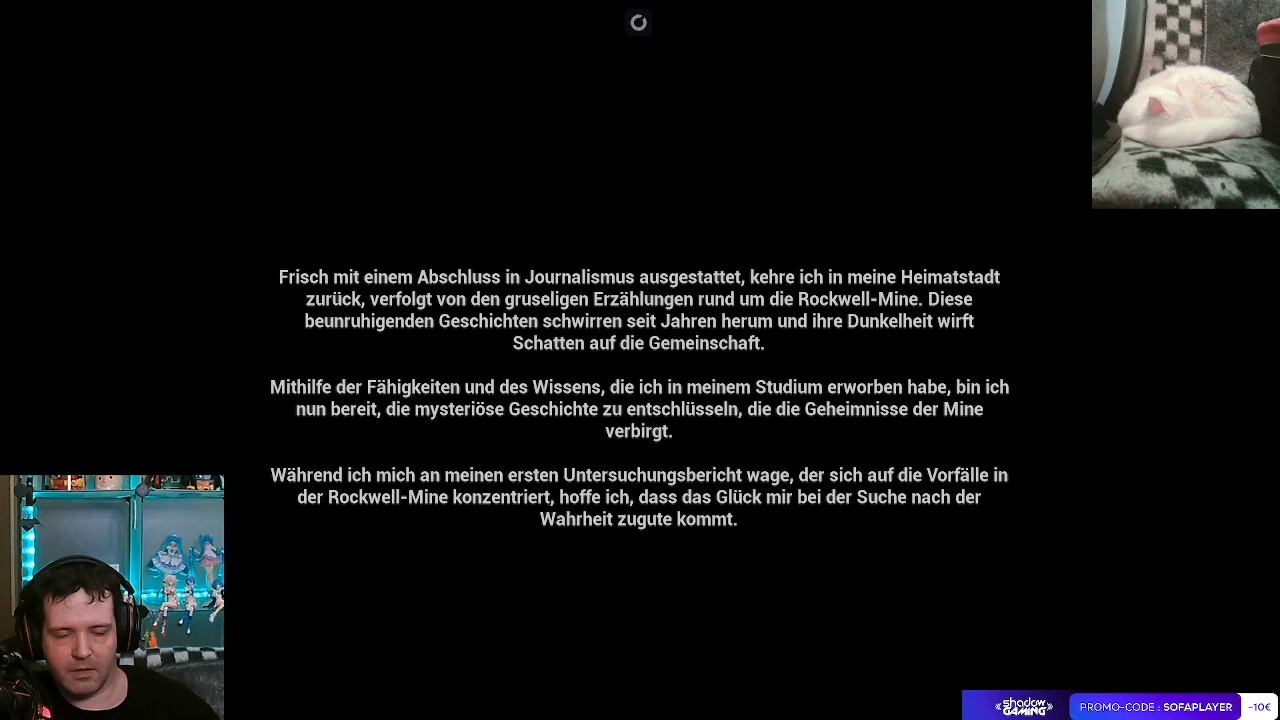 Frisch mit einem Abschluss in Journalismus ausgestattet, kehre ich in meine Heimatstadt
zurück, verfolgt von den gruseligen Erzählungen rund um die Rockwell-Mine. Diese
beunruhigenden Geschichten schwirren seit Jahren herum und ihre Dunkelheit wirft
Schatten auf die Gemeinschaft.
Mithilfe der Fähigkeiten und des Wissens, die ich in meinem Studium erworben habe, bin ich
nun bereit, die mysteriöse Geschichte zu entschlüsseln, die die Geheimnisse der Mine
verbirgt.
Während ich mich an meinen ersten Untersuchungsbericht wage, der sich auf die Vorfälle in
der Rockwell-Mine konzentriert, hoffe ich, dass das Glück mir bei der Suche nach der
Wahrheit zugute kommt.
shadow
GAMING
PROMO-CODE : SOFAPLAYER -10€